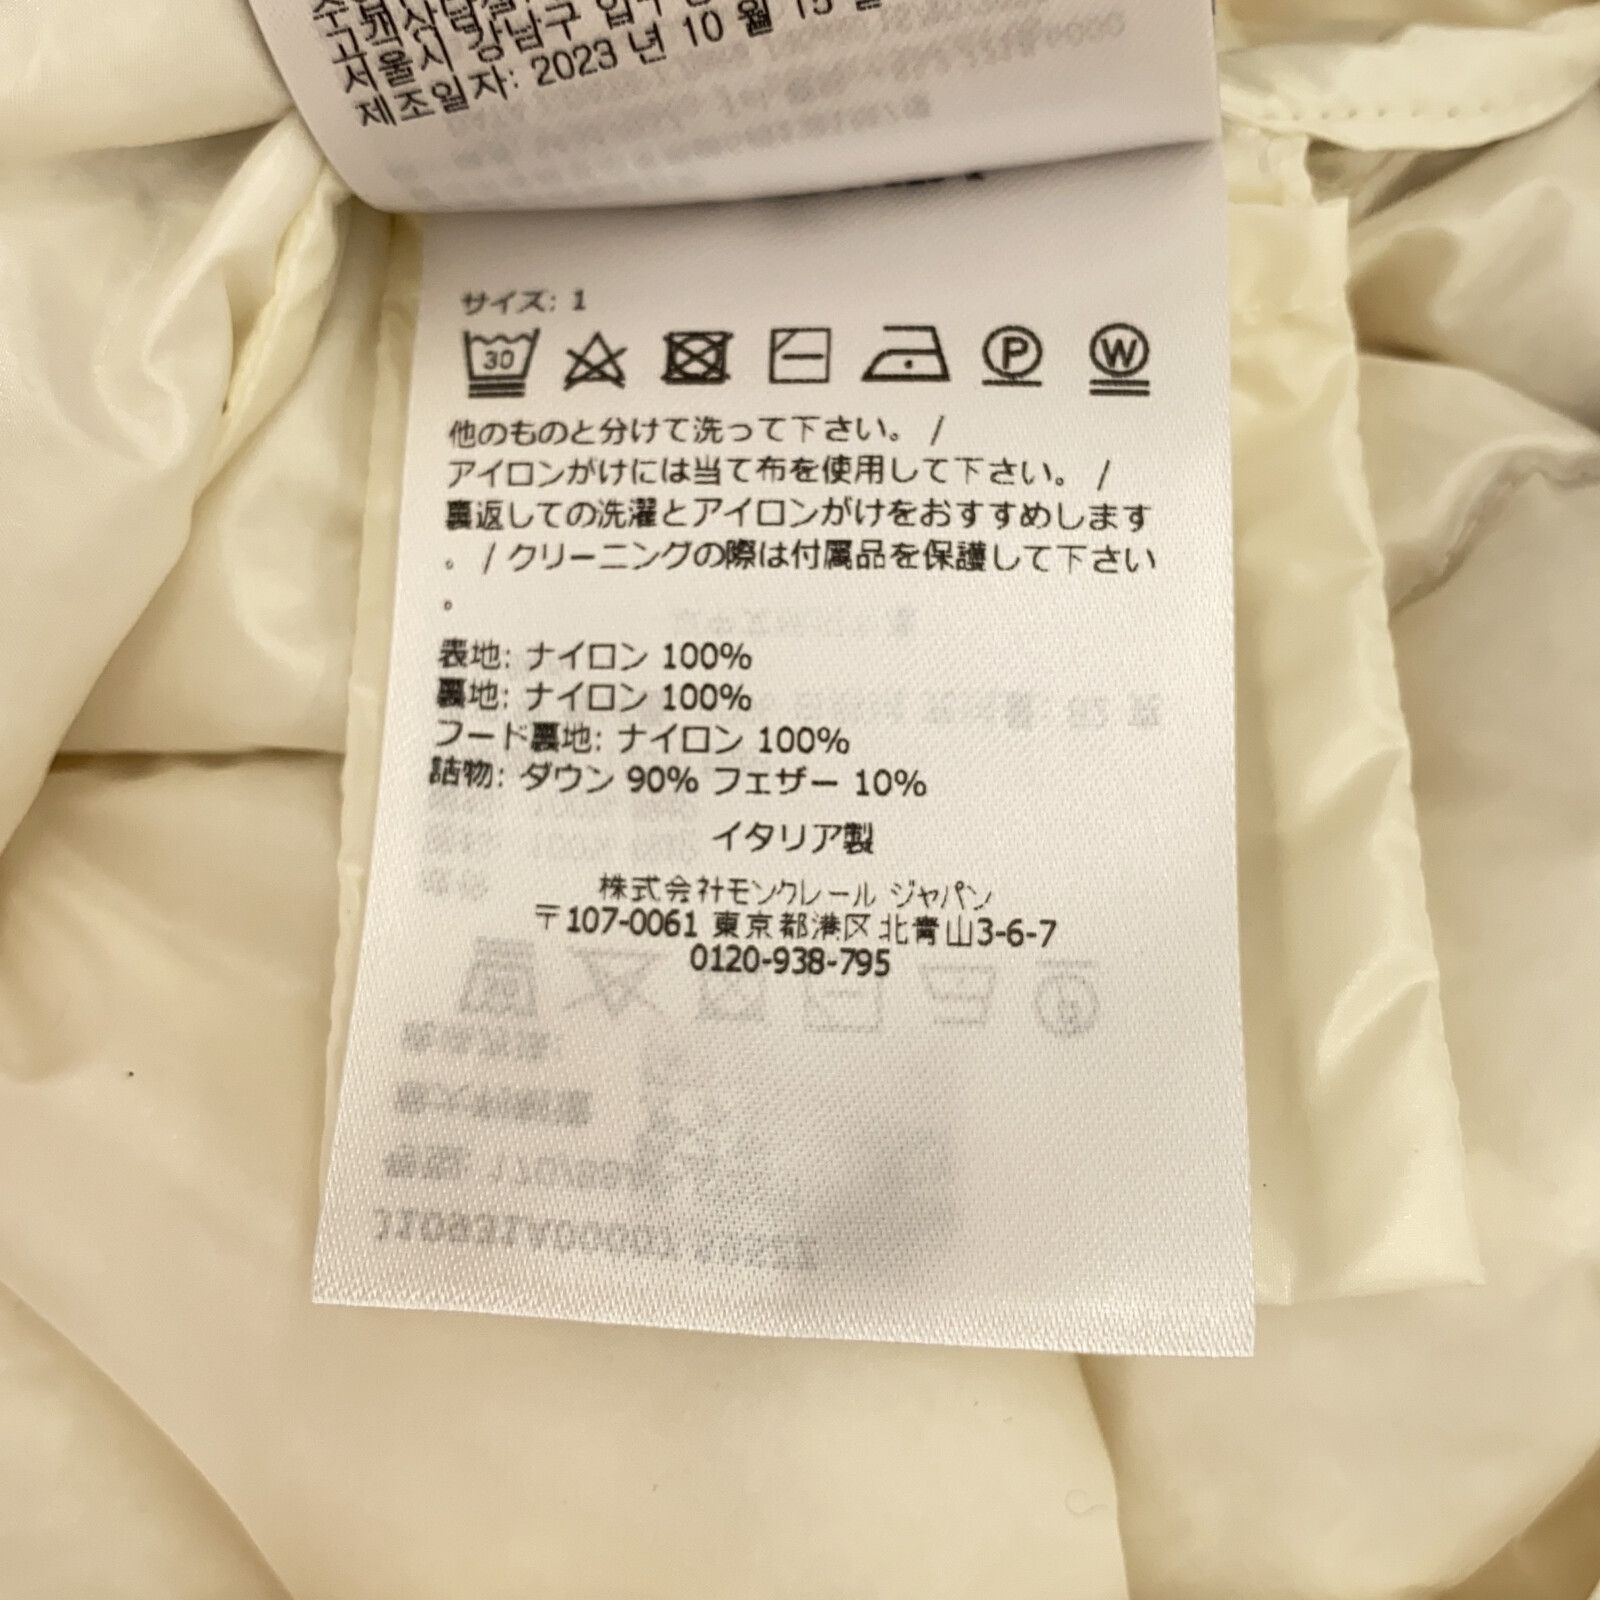 서울시 강남구 압구
제조일자: 2023 년 10 월 15 일
サイズ: 1
30 P W
他のものと分けて洗って下さい。 /
アイロンがけには当て布を使用して下さい。 /
裏返しての洗濯とアイロンがけをおすすめします
。 / クリーニングの際は付属品を保護して下さい
。
表地: ナイロン 100%
裏地: ナイロン 100%
フード裏地: ナイロン 100%
詰物: ダウン 90% フェザー 10%
イタリア製
株式会社モンクレール ジャパン
〒107-0061 東京都港区北青山3-6-7
0120-938-795